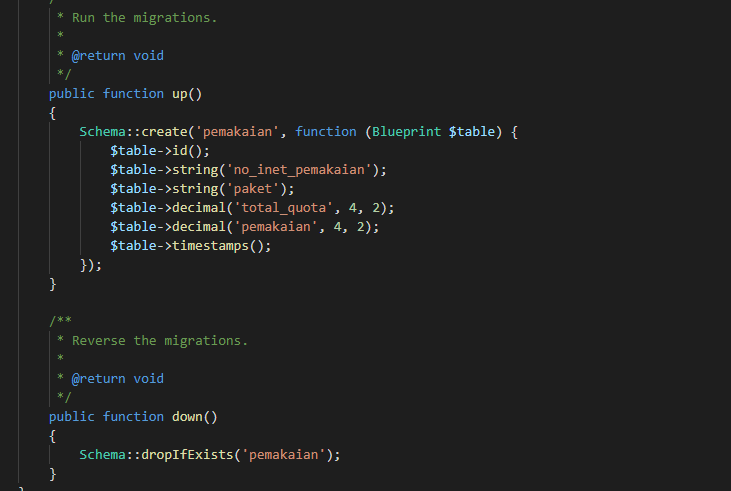 * Run the migrations.
*
* @return void
*/
public function up()
{
Schema::create('pemakaian', function (Blueprint $table) {
$table->id();
$table->string('no_inet_pemakaian');
$table->string('paket');
$table->decimal('total_quota', 4, 2);
$table->decimal('pemakaian', 4, 2);
$table->timestamps();
});
}
/**
* Reverse the migrations.
*
* @return void
*/
public function down()
{
Schema::dropIfExists('pemakaian');
}